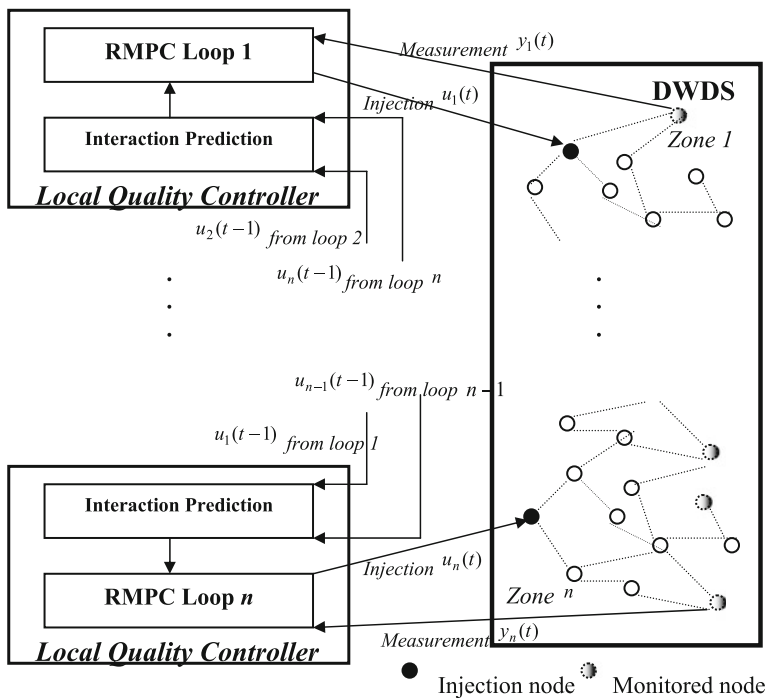 RMPC Loop 1
Measurement y₁(t)
DWDS
Injection u₁(t)
Zone 1
Interaction Prediction
Local Quality Controller
u₂(t−1) from loop 2
uₙ(t−1) from loop n
uₙ₋₁(t−1) from loop n−1
u₁(t−1) from loop 1
Interaction Prediction
Injection uₙ(t)
RMPC Loop n
Zone n
Measurement yₙ(t)
Local Quality Controller
Injection node
Monitored node